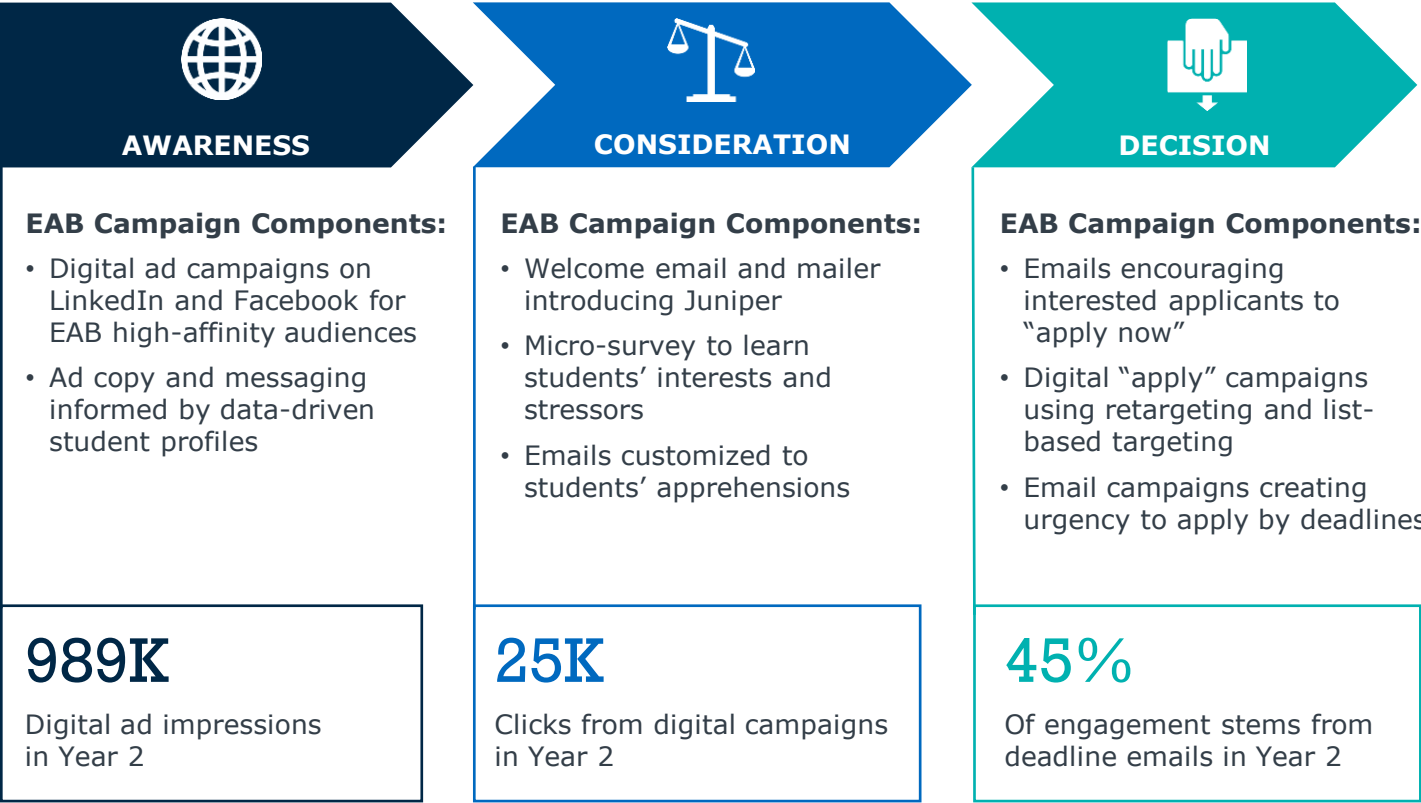 AWARENESS
EAB Campaign Components:
• Digital ad campaigns on
LinkedIn and Facebook for
EAB high-affinity audiences
• Ad copy and messaging
informed by data-driven
student profiles
989K
Digital ad impressions
in Year 2
CONSIDERATION
EAB Campaign Components:
• Welcome email and mailer
introducing Juniper
• Micro-survey to learn
students’ interests and
stressors
• Emails customized to
students’ apprehensions
25K
Clicks from digital campaigns
in Year 2
DECISION
EAB Campaign Components:
• Emails encouraging
interested applicants to
“apply now”
• Digital “apply” campaigns
using retargeting and list-
based targeting
• Email campaigns creating
urgency to apply by deadlines
45%
Of engagement stems from
deadline emails in Year 2